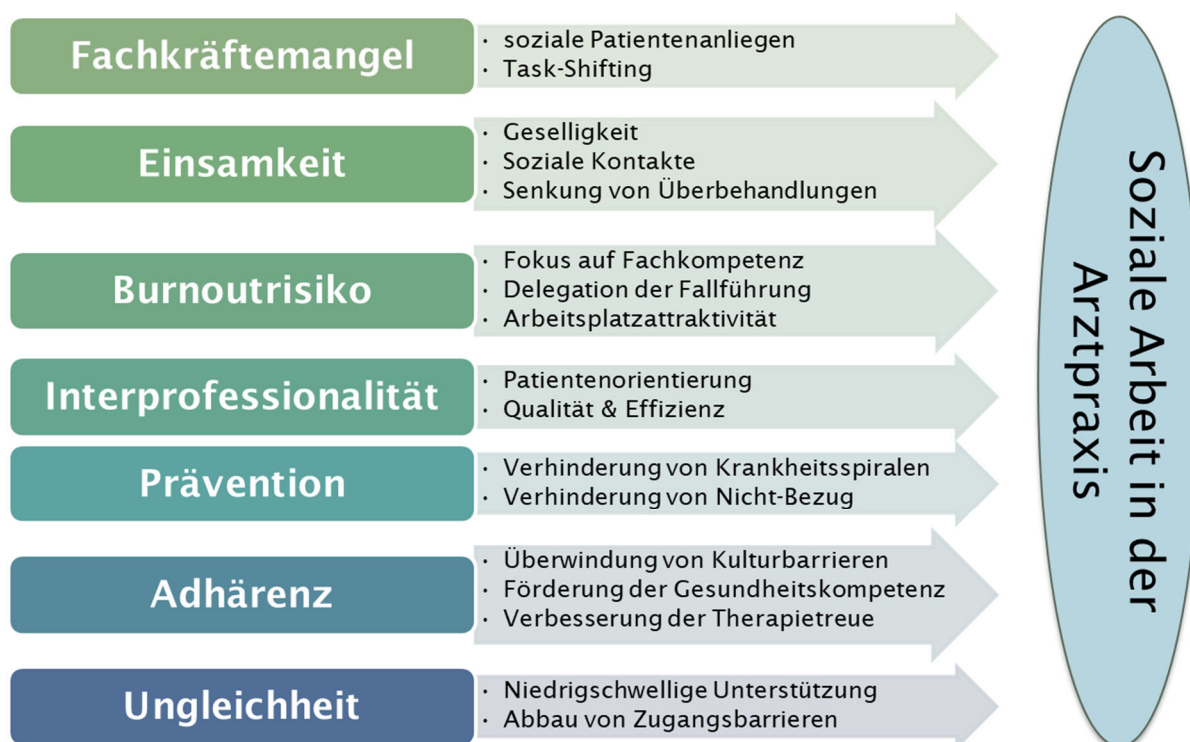 Fachkräftemangel
· soziale Patientenanliegen
· Task-Shifting
Einsamkeit
· Geselligkeit
· Soziale Kontakte
· Senkung von Überbehandlungen
Burnoutrisiko
· Fokus auf Fachkompetenz
· Delegation der Fallführung
· Arbeitsplatzattraktivität
Interprofessionalität
· Patientenorientierung
· Qualität & Effizienz
Prävention
· Verhinderung von Krankheitsspiralen
· Verhinderung von Nicht-Bezug
Adhärenz
· Überwindung von Kulturbarrieren
· Förderung der Gesundheitskompetenz
· Verbesserung der Therapietreue
Ungleichheit
· Niedrigschwellige Unterstützung
· Abbau von Zugangsbarrieren
Soziale Arbeit in der
Arztpraxis